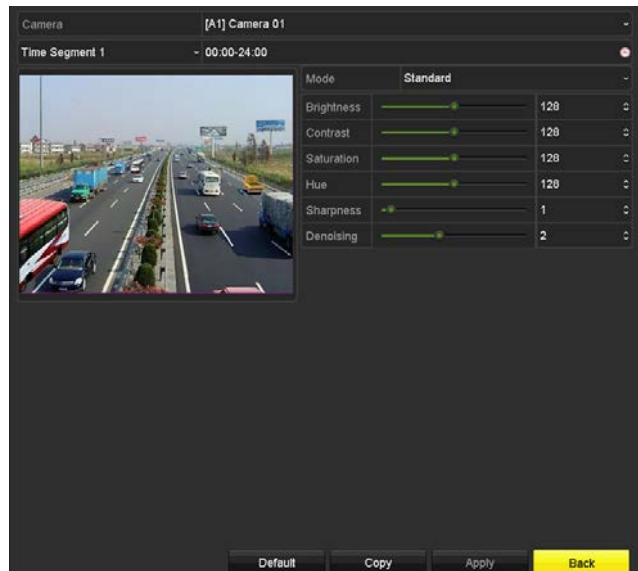 Camera [A1] Camera 01
Time Segment 1 00:00-24:00
Mode Standard
Brightness 128
Contrast 128
Saturation 128
Hue 128
Sharpness 1
Denoising 2
Default Copy Apply Back